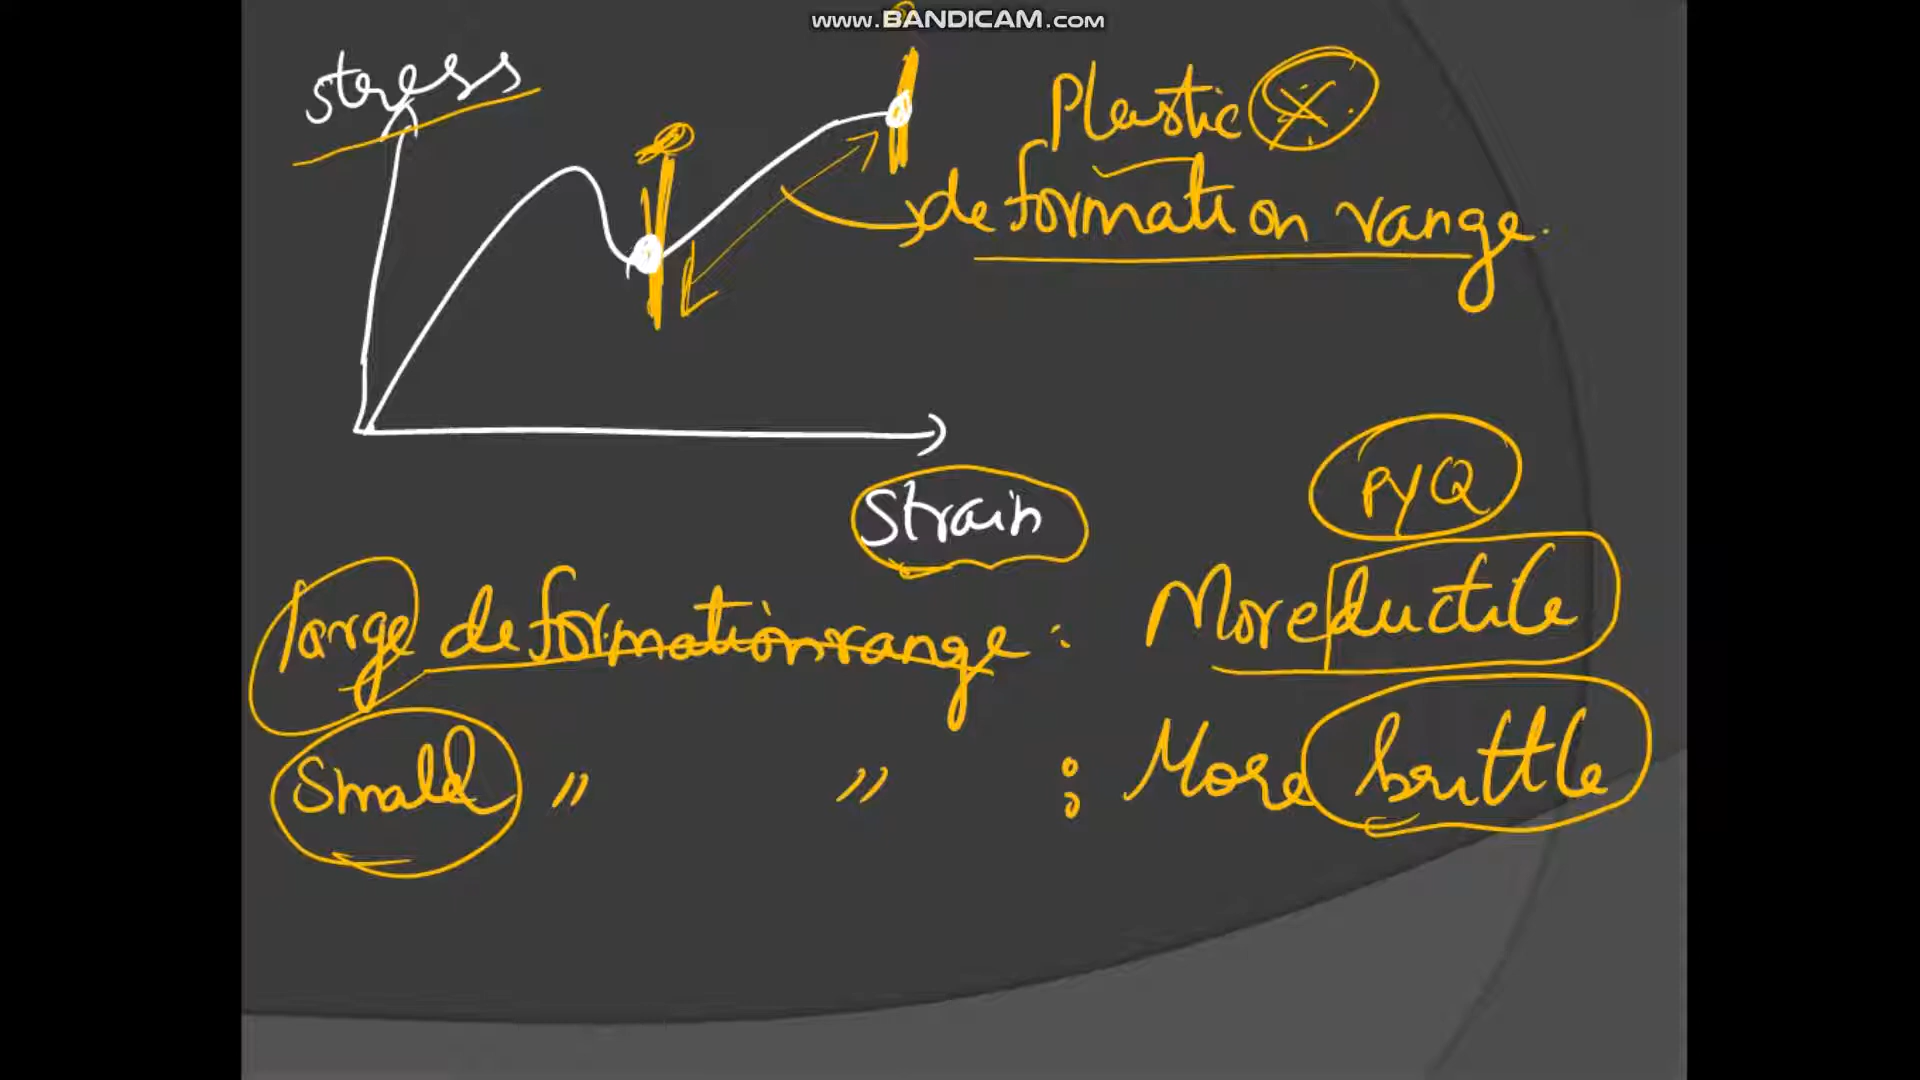 www.BANDICAM.com
stress
Plastic
deformation range.
Strain
PYQ
large deformation range : More ductile
Small " " : More brittle